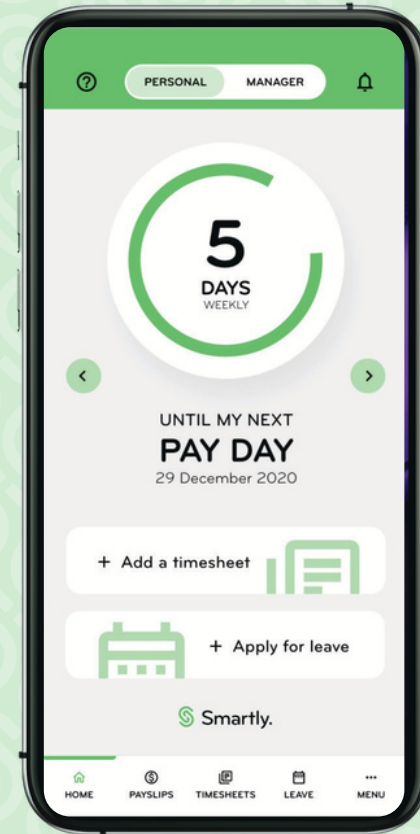 PERSONAL MANAGER
5
DAYS
WEEKLY
UNTIL MY NEXT
PAY DAY
29 December 2020
+ Add a timesheet
+ Apply for leave
Smartly.
HOME PAYSLIPS TIMESHEETS LEAVE MENU